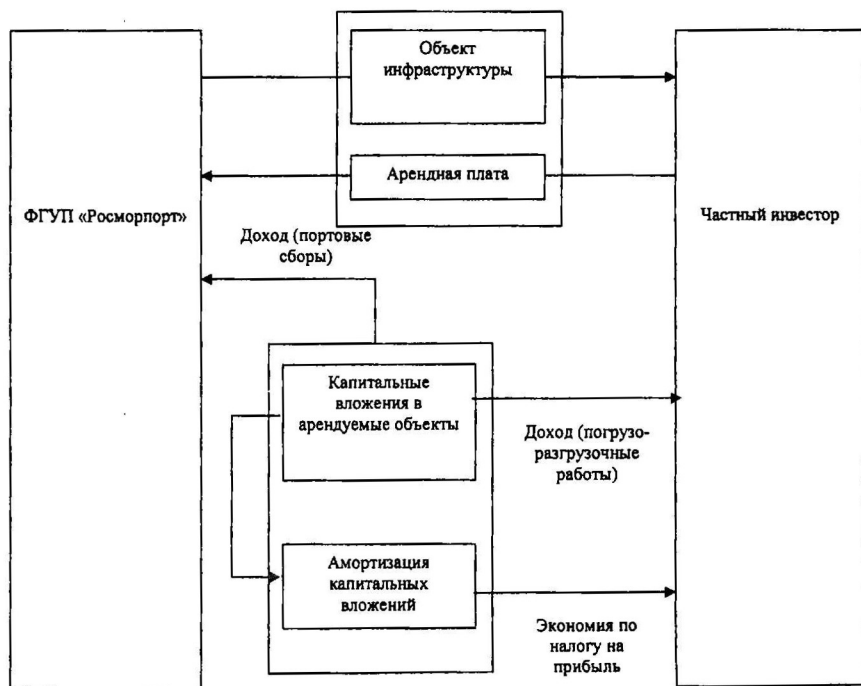 Объект
инфраструктуры
Арендная плата
ФГУП «Росморпорт»
Частный инвестор
Доход (портовые
сборы)
Капитальные
вложения в
арендуемые объекты
Доход (погрузо-
разгрузочные
работы)
Амортизация
капитальных
вложений
Экономия по
налогу на
прибыль